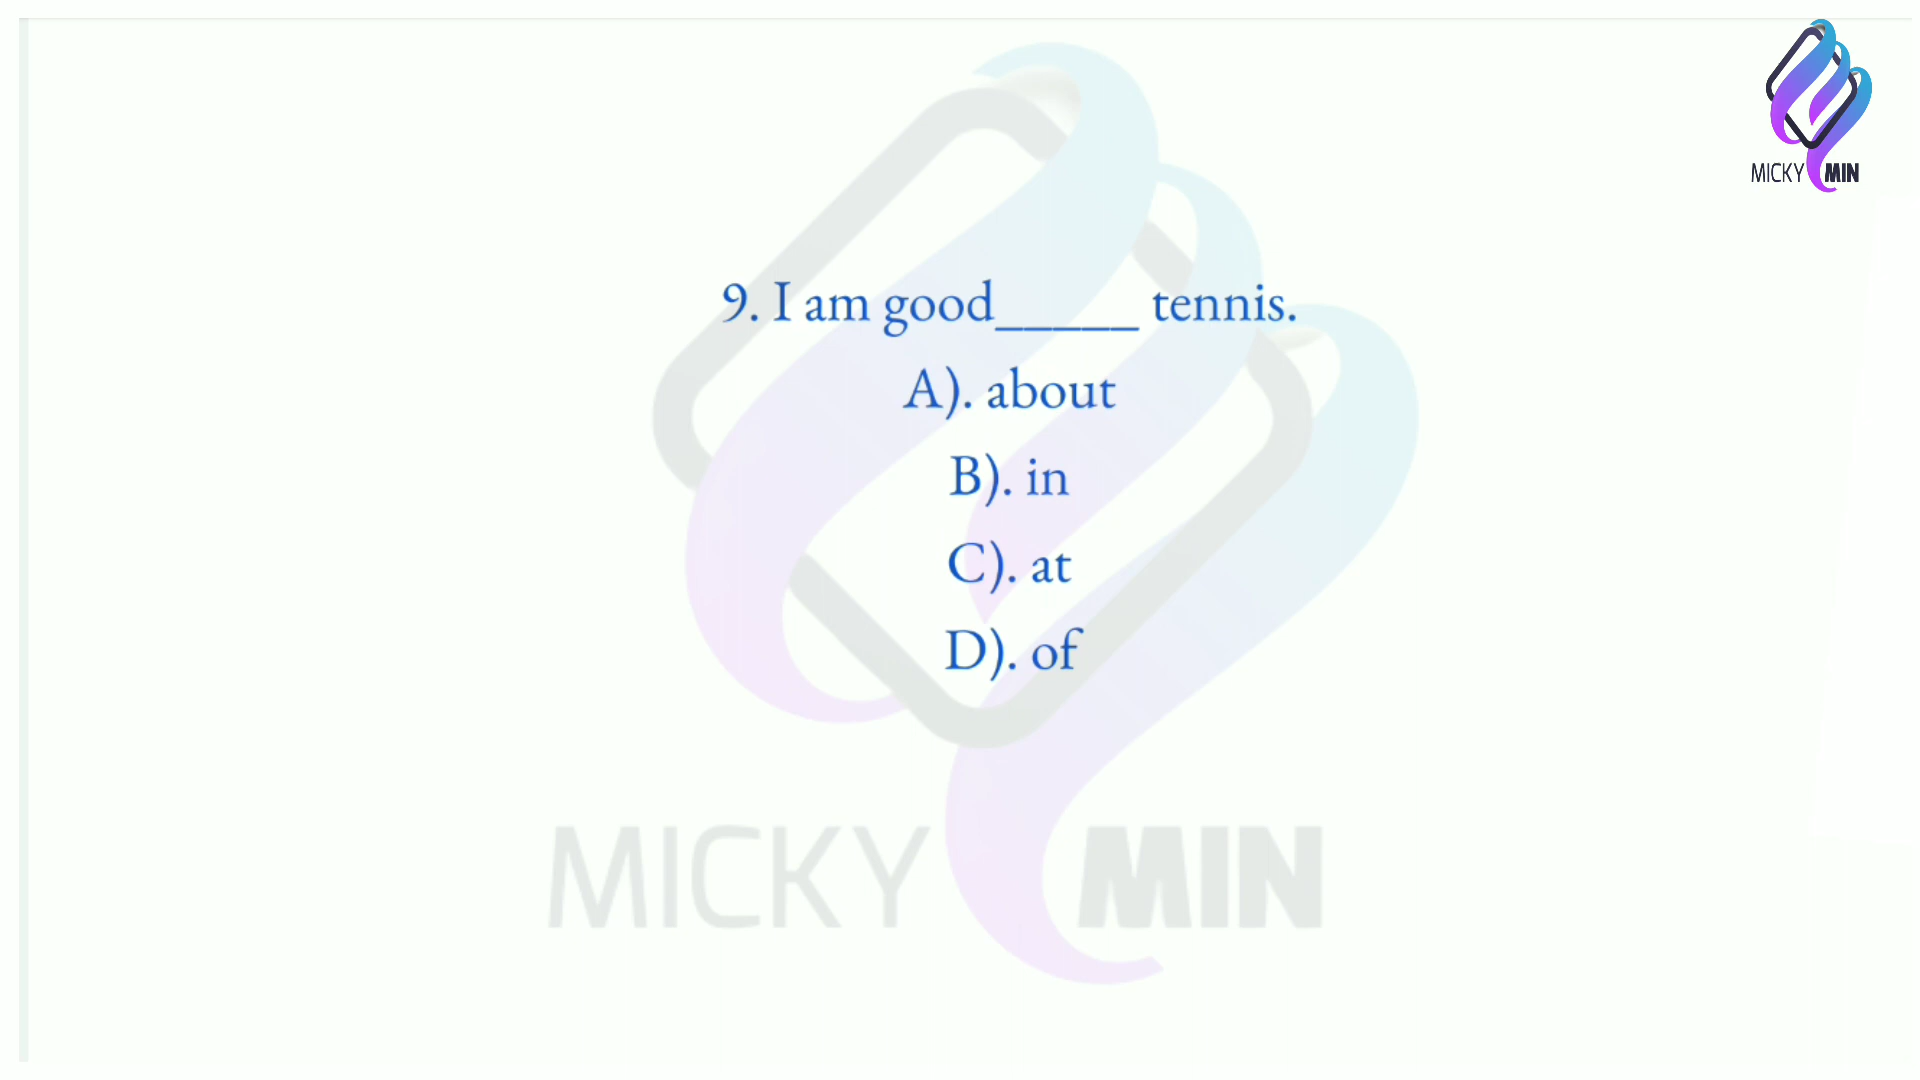 MICKY MIN
9. I am good_____ tennis.
A). about
B). in
C). at
D). of
MICKY MIN